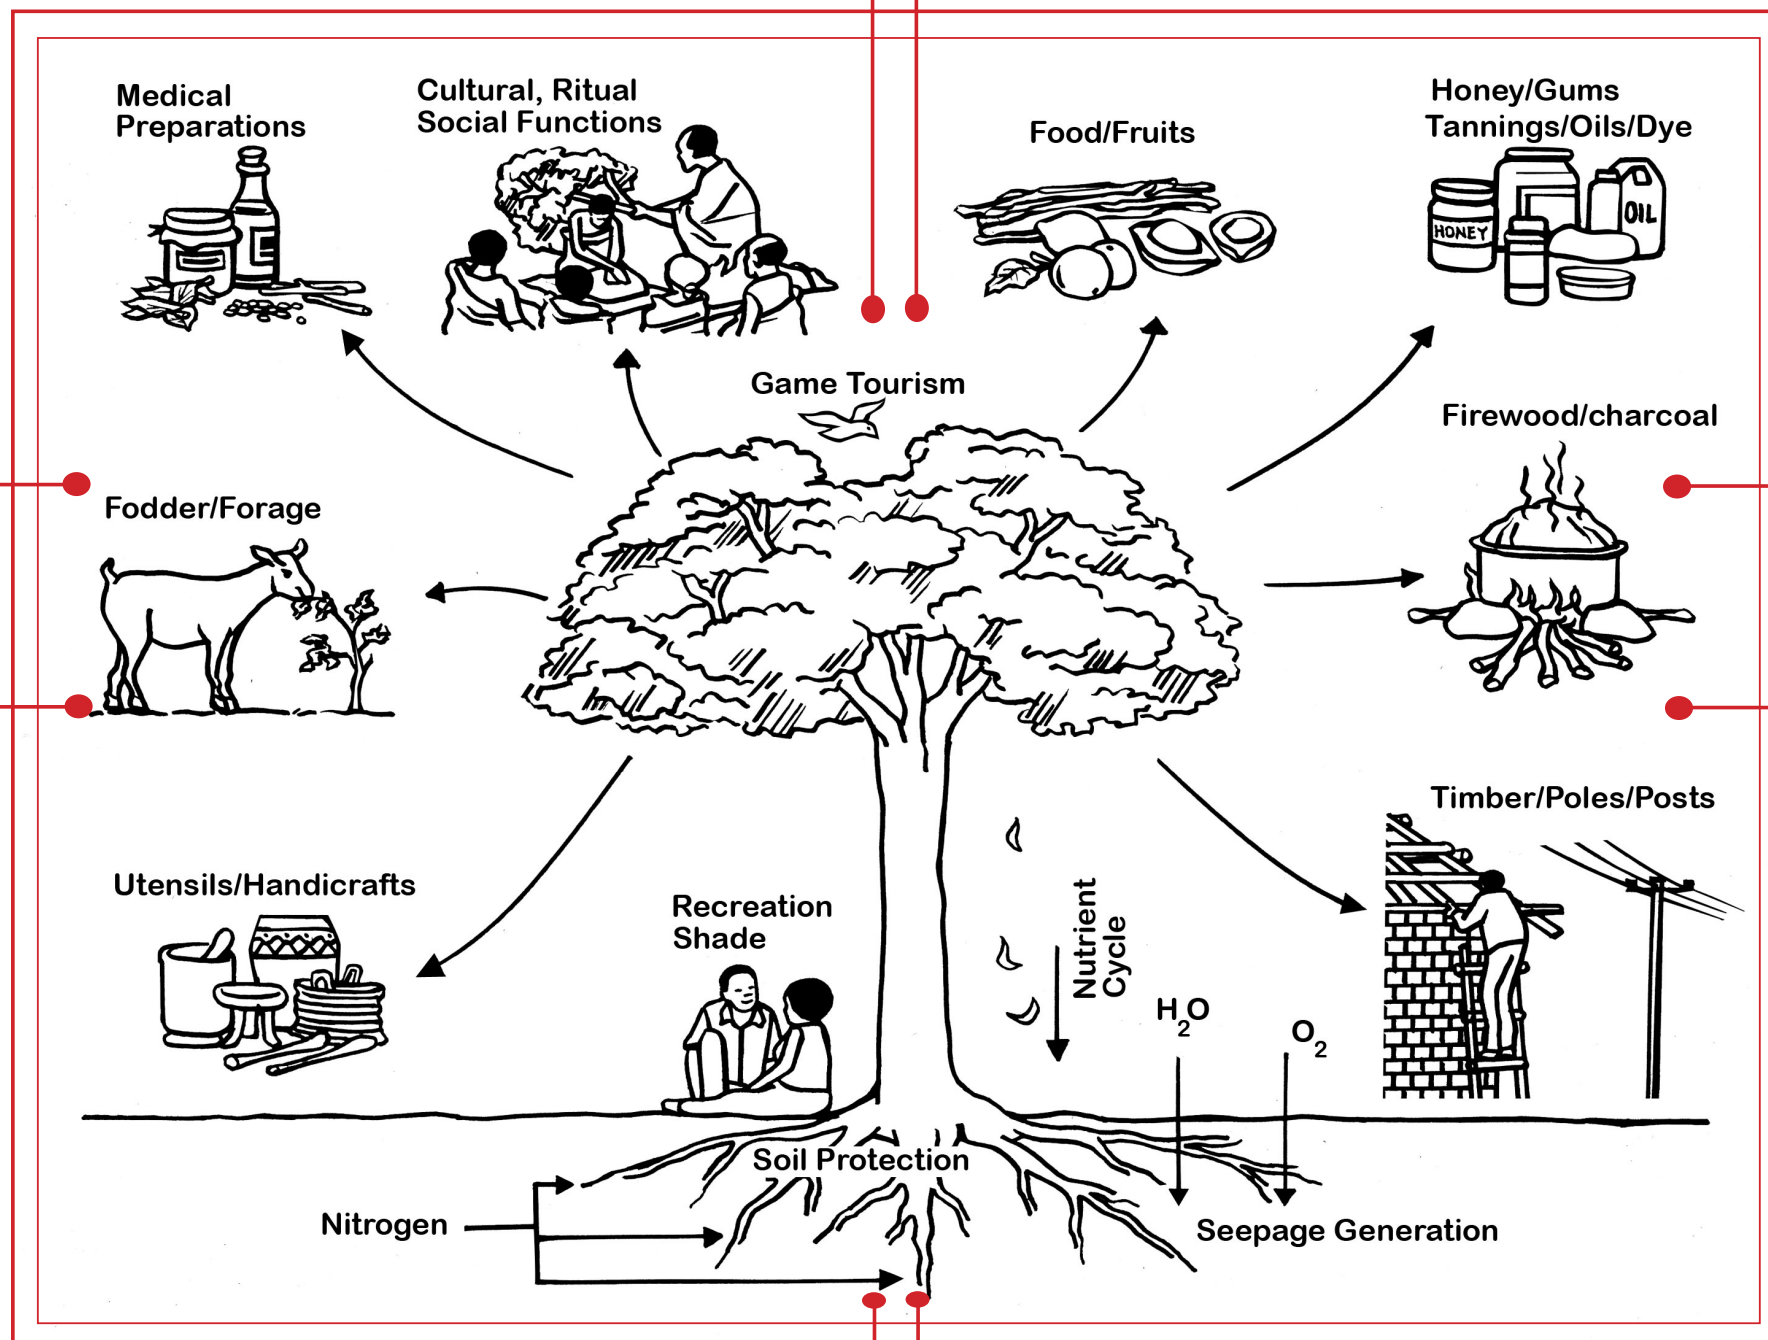 Medical
Preparations
Cultural, Ritual
Social Functions
Food/Fruits
Honey/Gums
Tannings/Oils/Dye
HONEY
OIL
Game Tourism
Firewood/charcoal
Fodder/Forage
Timber/Poles/Posts
Utensils/Handicrafts
Recreation
Shade
Nutrient
Cycle
H₂O
O₂
Soil Protection
Nitrogen
Seepage Generation